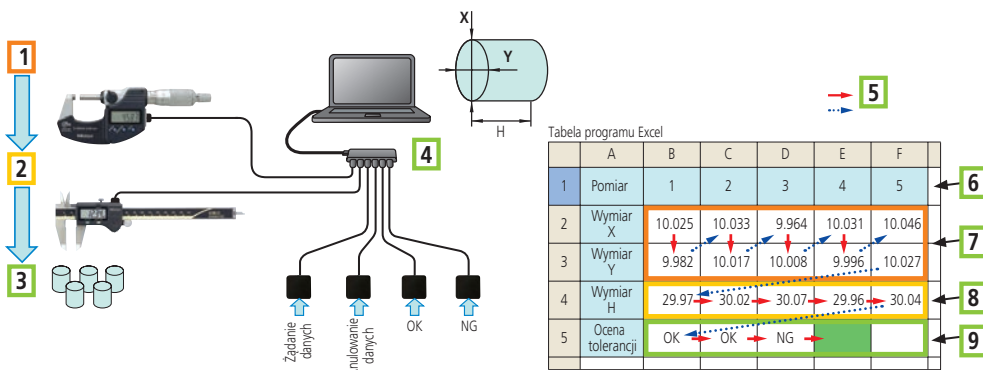 1
2
3
4
X
Y
H
5
Żądanie
danych
nulowanie
danych
OK
NG
Tabela programu Excel
A B C D E F
1 Pomiar 1 2 3 4 5
2 Wymiar X 10.025 10.033 9.964 10.031 10.046
3 Wymiar Y 9.982 10.017 10.008 9.996 10.027
4 Wymiar H 29.97 30.02 30.07 29.96 30.04
5 Ocena tolerancji OK OK NG
6
7
8
9